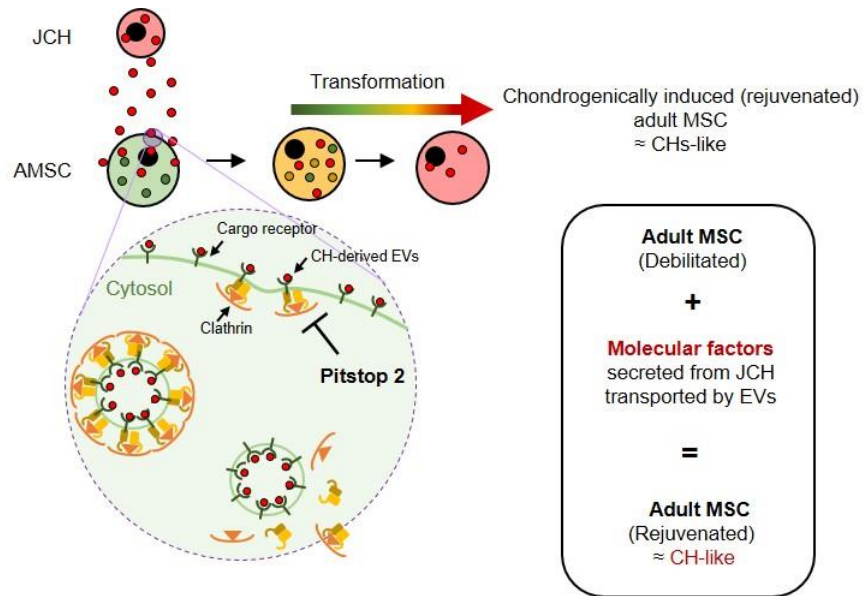 JCH
Transformation
Chondrogenically induced (rejuvenated)
adult MSC
≈ CHs-like
AMSC
Cargo receptor
CH-derived EVs
Cytosol
Clathrin
Pitstop 2
Adult MSC
(Debilitated)
+
Molecular factors
secreted from JCH
transported by EVs
=
Adult MSC
(Rejuvenated)
≈ CH-like